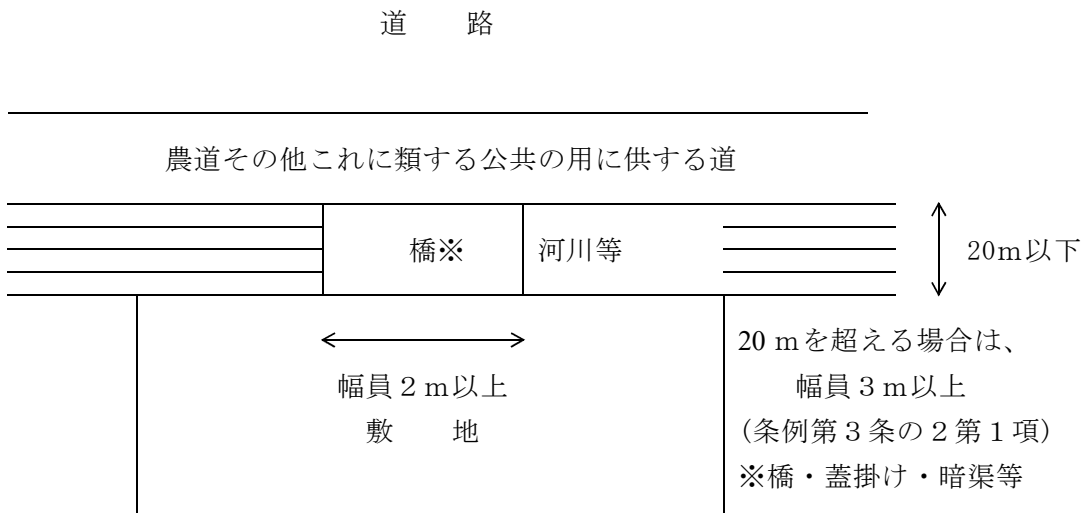 道　　路
農道その他これに類する公共の用に供する道
橋※
河川等
20m以下
幅員２ｍ以上
敷　　地
20 ｍを超える場合は、
幅員３ｍ以上
（条例第３条の２第１項）
※橋・蓋掛け・暗渠等